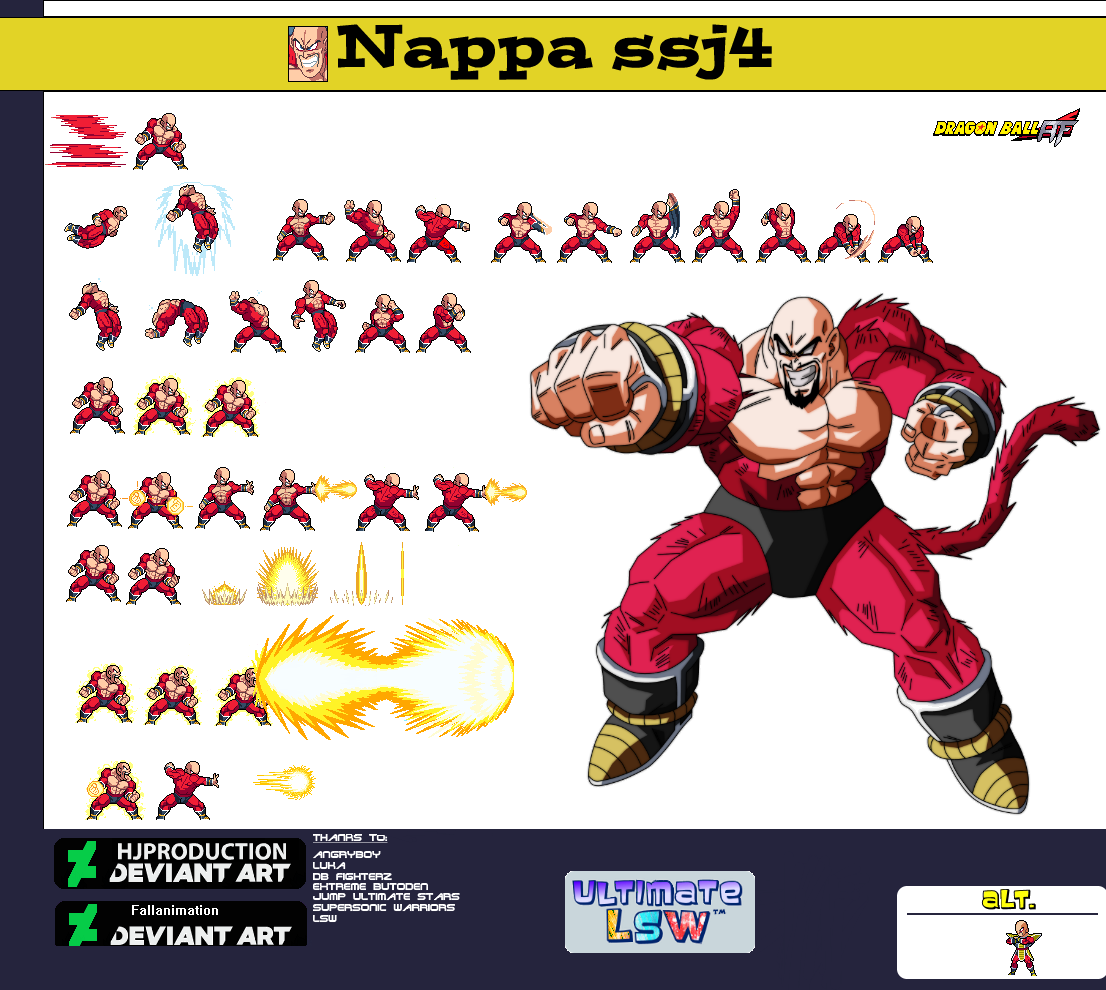 Nappa ssj4
DRAGON BALL AF
HJPRODUCTION
DEVIANT ART
Fallanimation
DEVIANT ART
THANKS TO:
ANGRYBOY
LUKA
DB FIGHTERZ
EXTREME BUTODEN
JUMP ULTIMATE STARS
SUPERSONIC WARRIORS
LSW
ULTIMATE
LSW™
ALT.